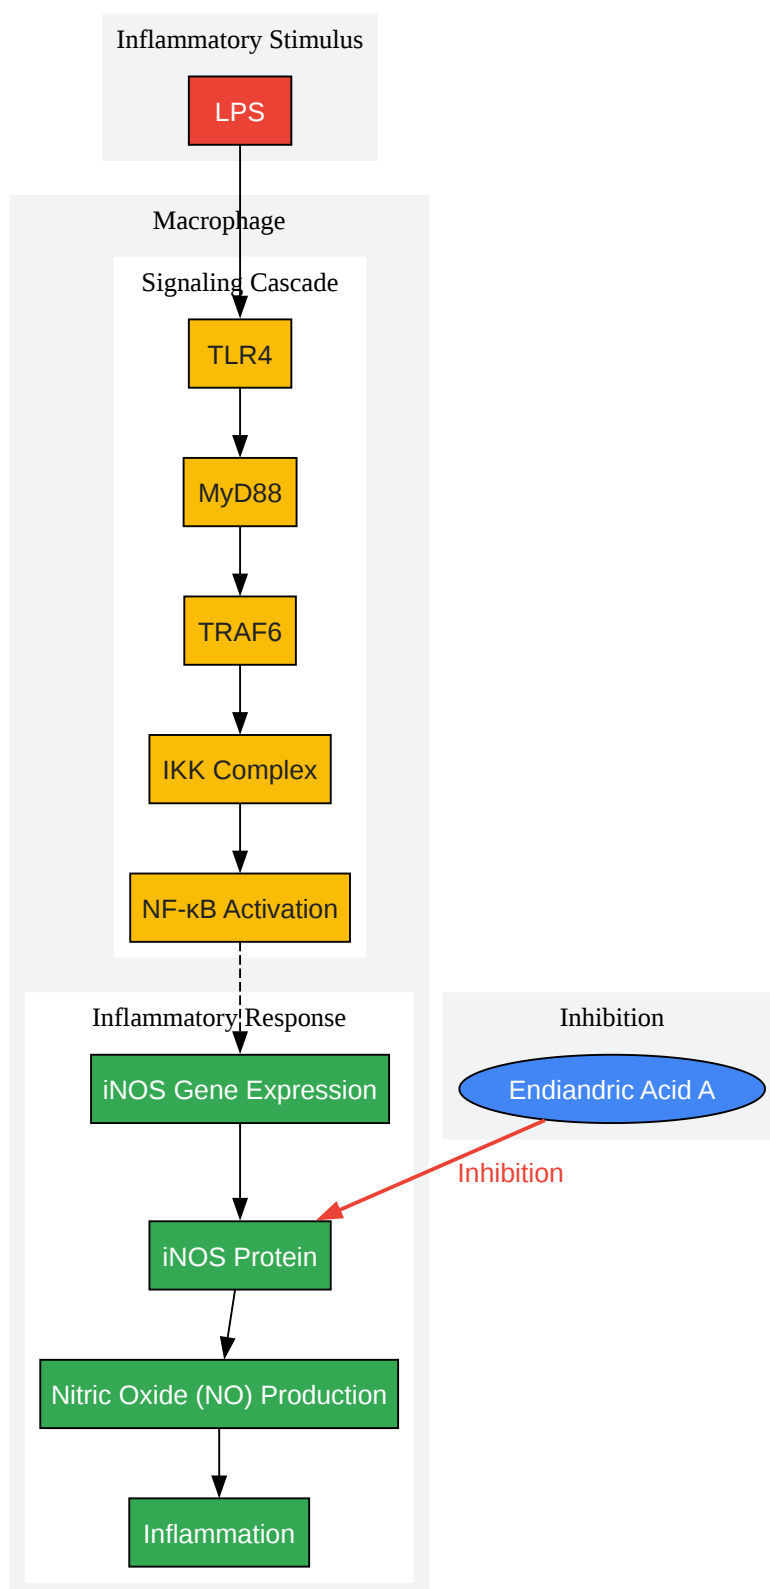 Inflammatory Stimulus
LPS
Macrophage
Signaling Cascade
TLR4
MyD88
TRAF6
IKK Complex
NF-κB Activation
Inflammatory Response
Inhibition
iNOS Gene Expression
Endiandric Acid A
Inhibition
iNOS Protein
Nitric Oxide (NO) Production
Inflammation